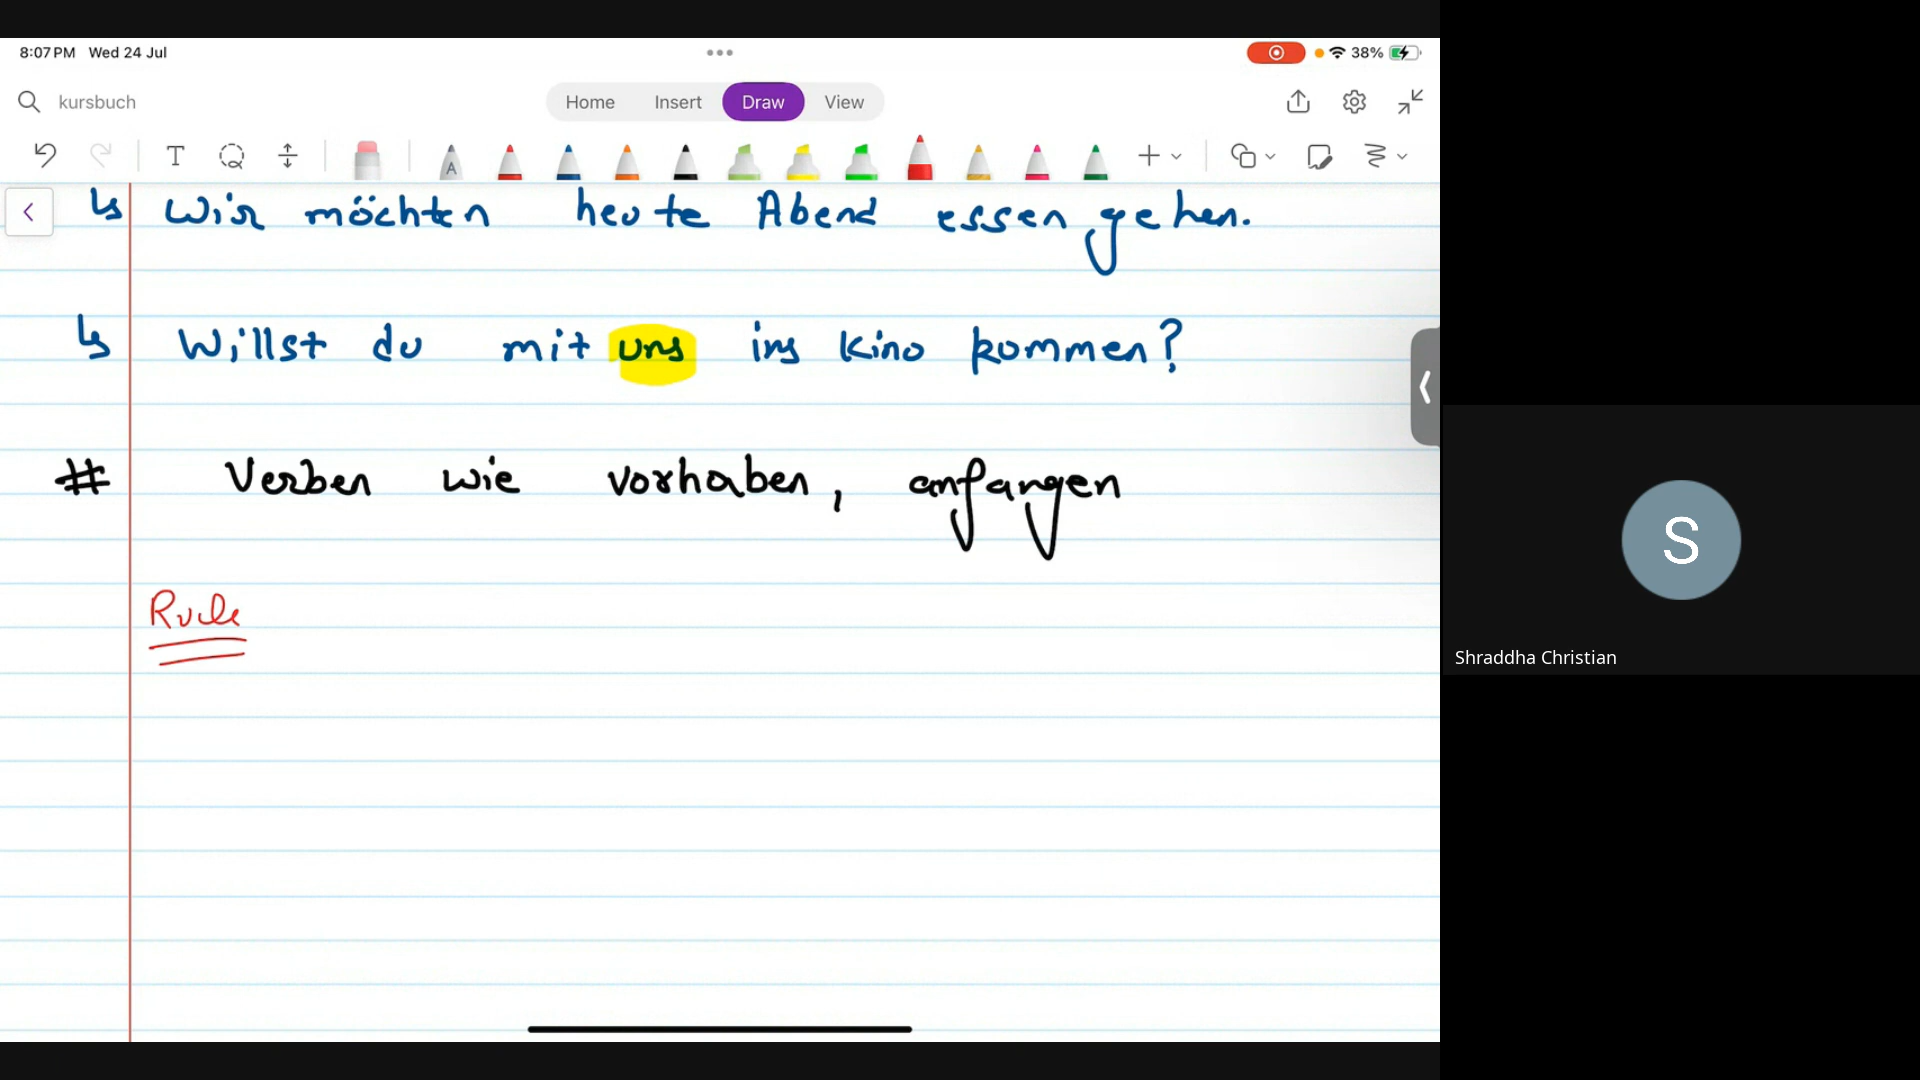 8:07 PM Wed 24 Jul
38%
kursbuch
Home Insert Draw View
T
A
Wir möchten heute Abend essen gehen.
Willst du mit uns ins Kino kommen?
# Verben wie vorhaben, anfangen
Rule
S
Shraddha Christian